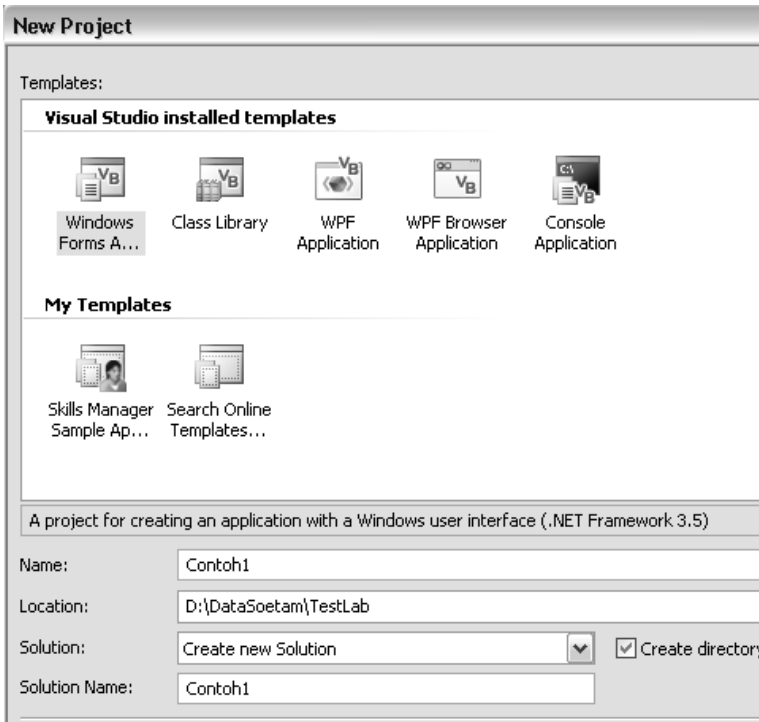 New Project
Templates:
Visual Studio installed templates
Windows Forms A...
Class Library
WPF Application
WPF Browser Application
Console Application
My Templates
Skills Manager Sample Ap...
Search Online Templates...
A project for creating an application with a Windows user interface (.NET Framework 3.5)
Name:
Contoh1
Location:
D:\DataSoetam\TestLab
Solution:
Create new Solution
Create directory
Solution Name:
Contoh1